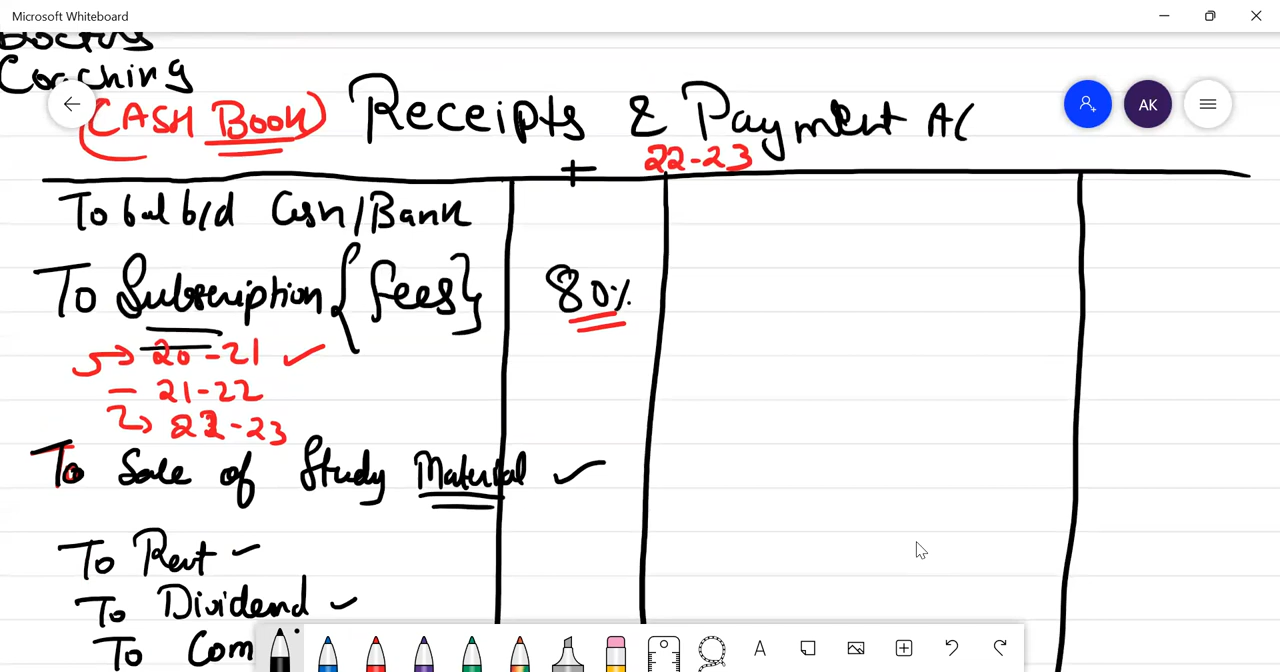 Microsoft Whiteboard
Doctors
Coaching
(CASH BOOK) Receipts & Payment A(
22-23
AK
To bal b/d Cash/Bank
To Subscription {fees} 80%
20-21
21-22
22-23
To Sale of Study Material
To Rent
To Dividend
To Com
A